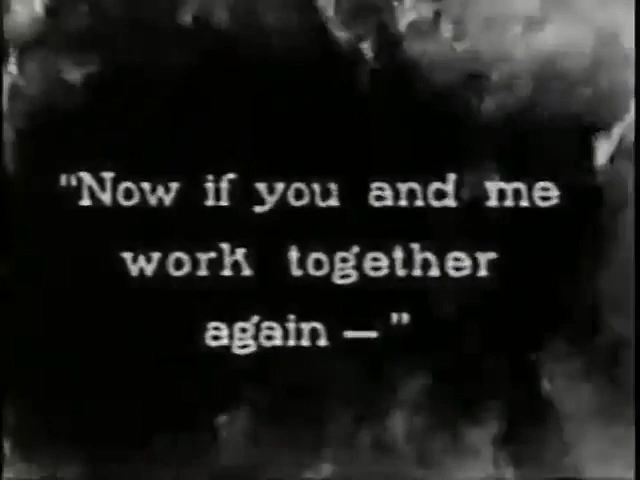 "Now if you and me
work together
again — "